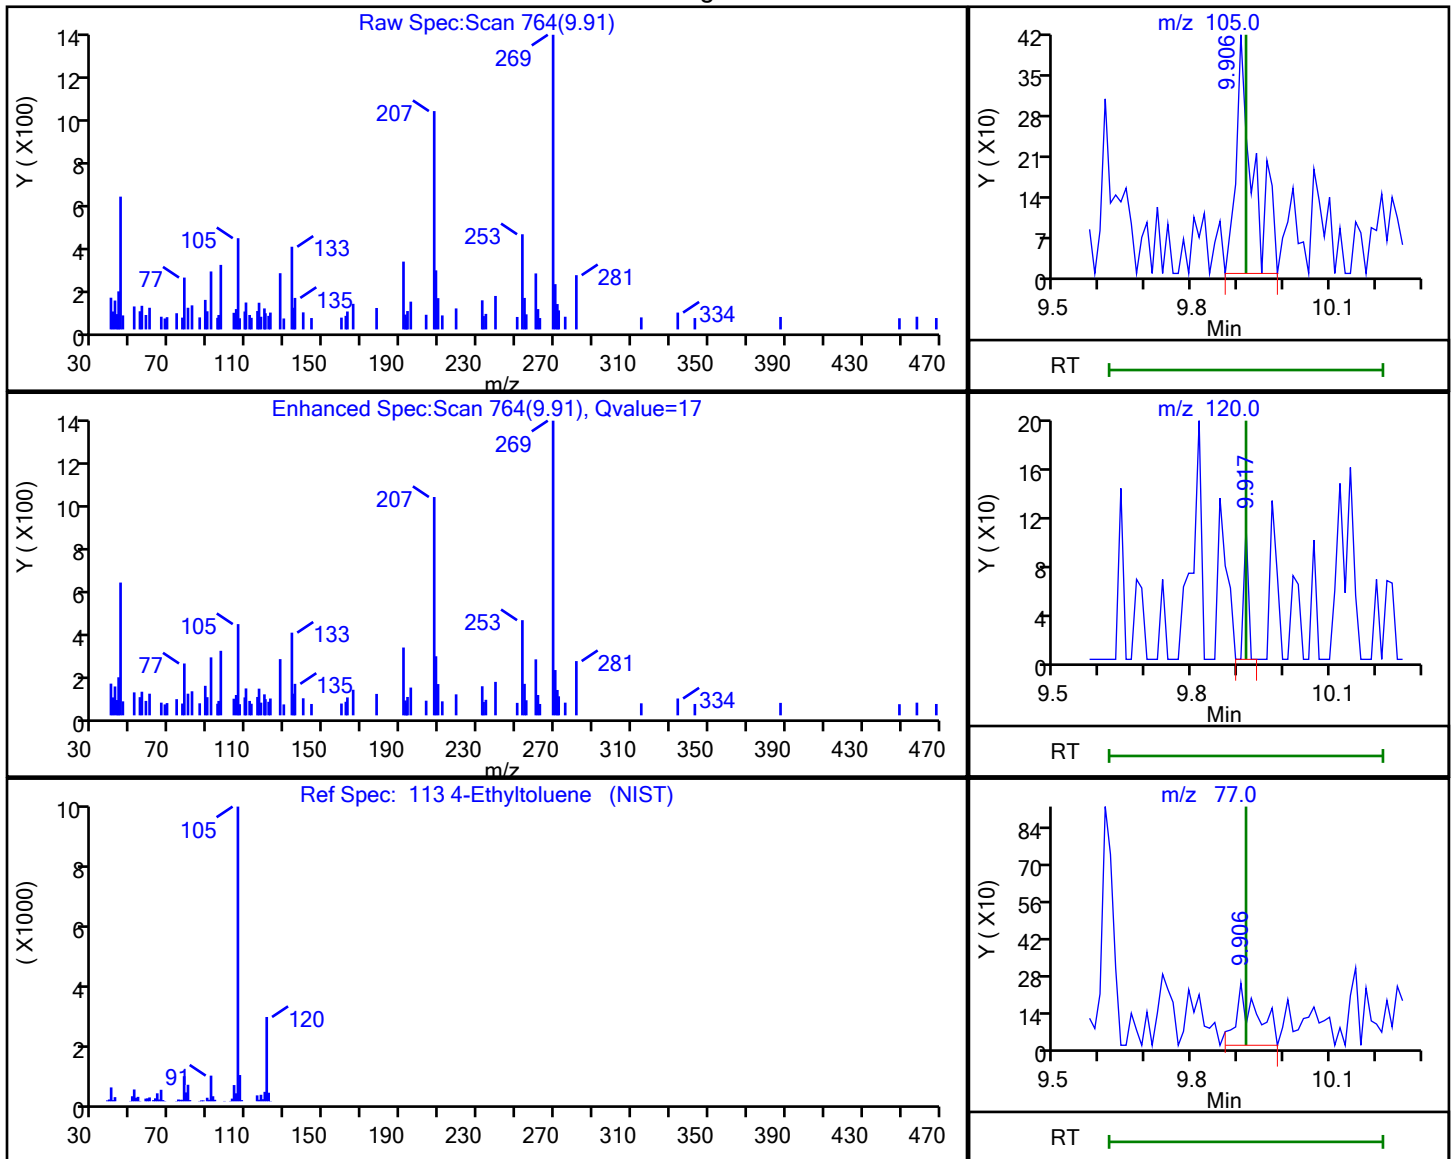 Raw Spec:Scan 764(9.91)
Y ( X100)
14
12
10
8
6
4
2
0
269
207
253
105
133
77
135
281
334
30 70 110 150 190 230 270 310 350 390 430 470
m/z
m/z 105.0
Y ( X10)
42
35
28
21
14
7
0
9.906
9.5 9.8 10.1
Min
RT
Enhanced Spec:Scan 764(9.91), Qvalue=17
Y ( X100)
14
12
10
8
6
4
2
0
269
207
253
105
133
77
135
281
334
30 70 110 150 190 230 270 310 350 390 430 470
m/z
m/z 120.0
Y ( X10)
20
16
12
8
4
0
9.917
9.5 9.8 10.1
Min
RT
Ref Spec: 113 4-Ethyltoluene (NIST)
( X1000)
10
8
6
4
2
0
105
120
91
30 70 110 150 190 230 270 310 350 390 430 470
m/z 77.0
Y ( X10)
84
70
56
42
28
14
0
9.906
9.5 9.8 10.1
Min
RT